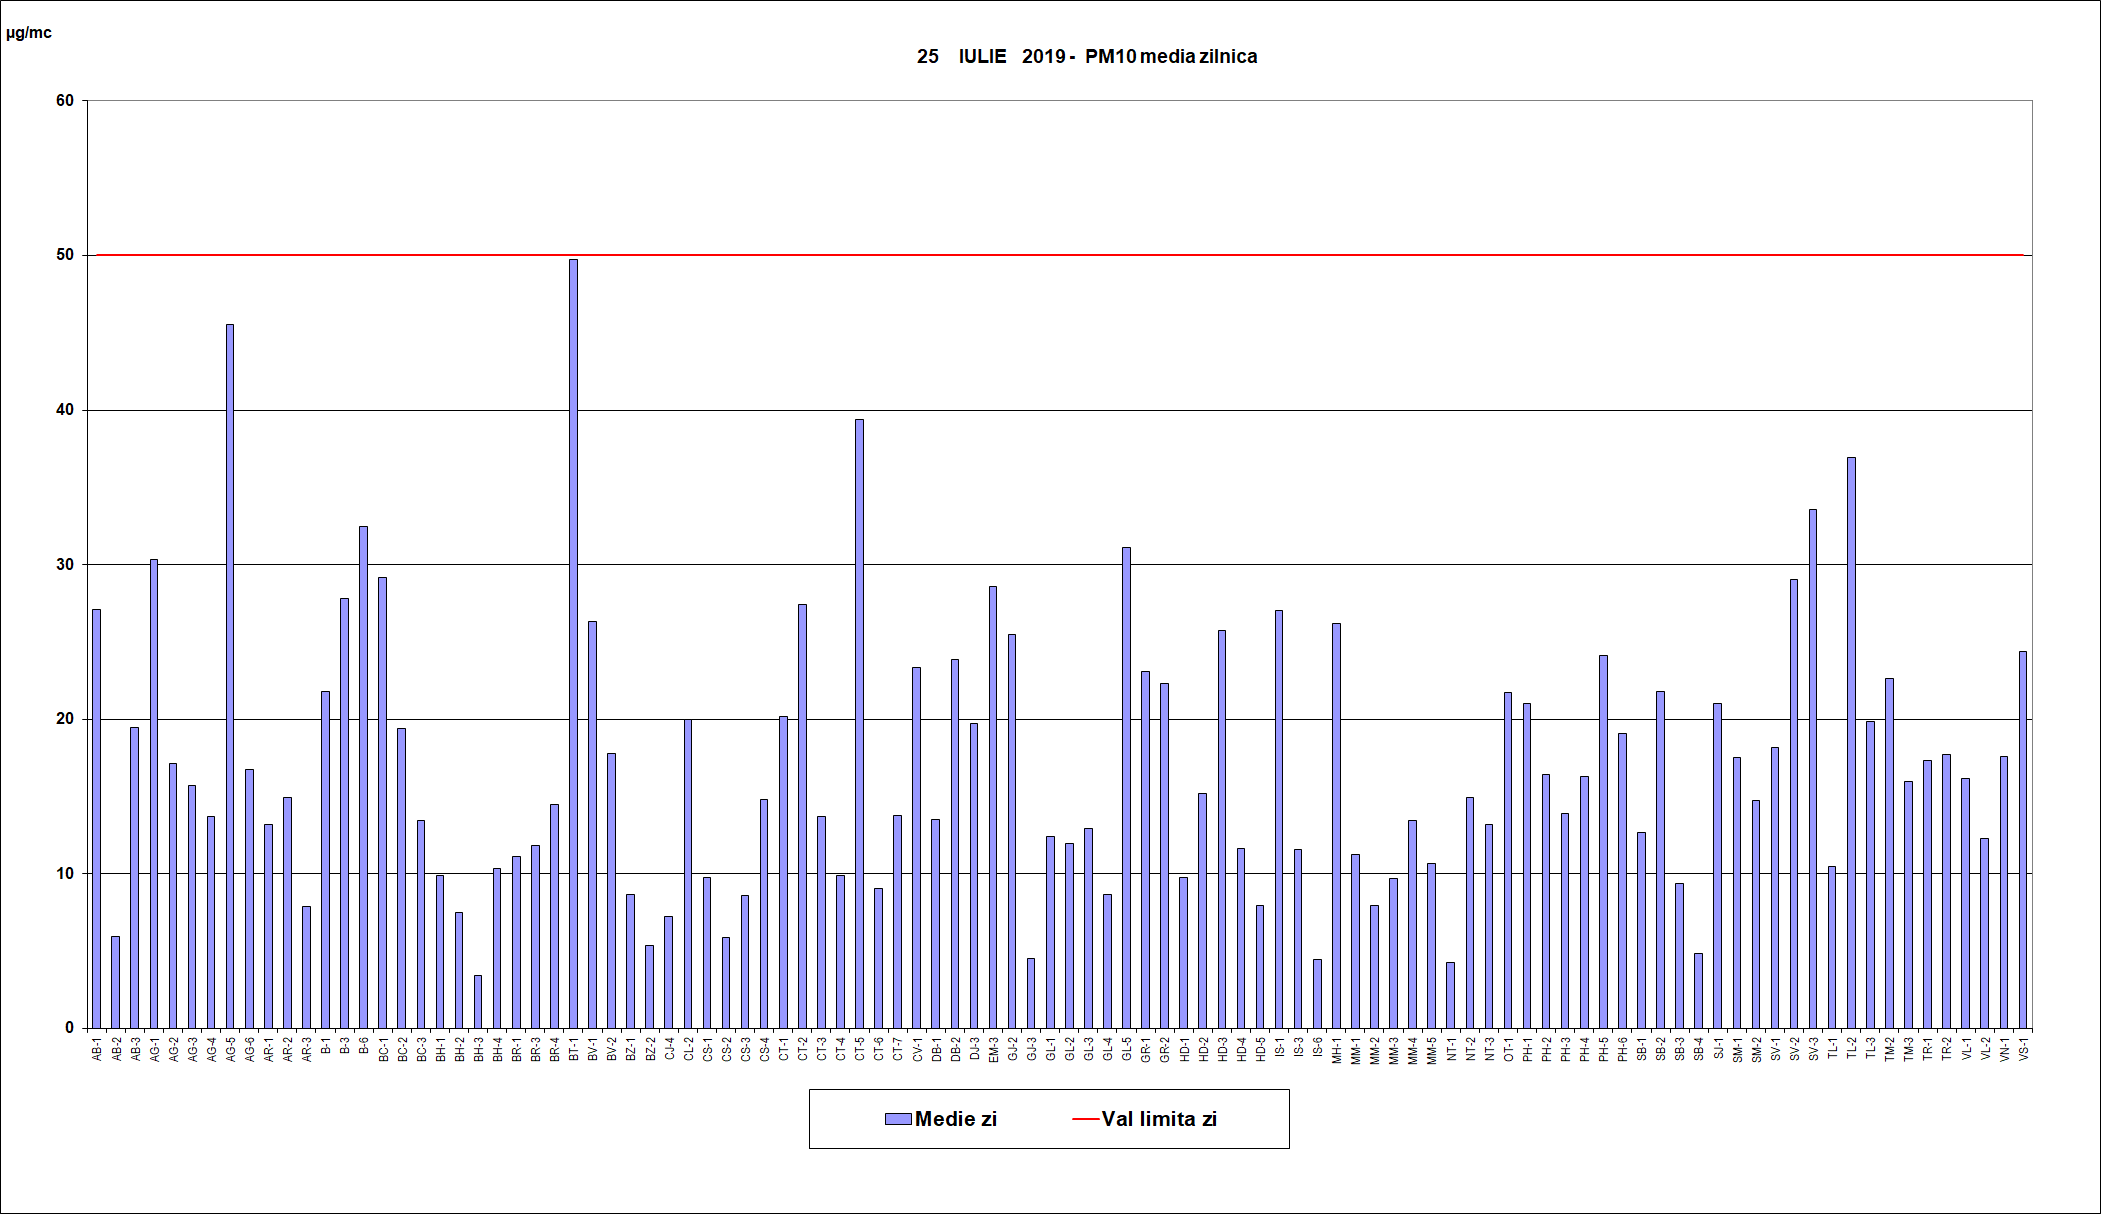 µg/mc
25 IULIE 2019 - PM10 media zilnica
60
50
40
30
20
10
0
AB-1 AB-2 AB-3 AG-1 AG-2 AG-3 AG-4 AG-5 AG-6 AR-1 AR-2 AR-3 B-1 B-3 B-6 BC-1 BC-2 BC-3 BH-1 BH-2 BH-3 BH-4 BR-1 BR-3 BR-4 BT-1 BV-1 BV-2 BZ-1 BZ-2 CJ-4 CL-2 CS-1 CS-2 CS-3 CS-4 CT-1 CT-2 CT-3 CT-4 CT-5 CT-6 CT-7 CV-1 DB-1 DB-2 DJ-3 EM-3 GJ-2 GJ-3 GL-1 GL-2 GL-3 GL-4 GL-5 GR-1 GR-2 HD-1 HD-2 HD-3 HD-4 HD-5 IS-1 IS-3 IS-6 MH-1 MM-1 MM-2 MM-3 MM-4 MM-5 NT-1 NT-2 NT-3 OT-1 PH-1 PH-2 PH-3 PH-4 PH-5 PH-6 SB-1 SB-2 SB-3 SB-4 SJ-1 SM-1 SM-2 SV-1 SV-2 SV-3 TL-1 TL-2 TL-3 TM-2 TM-3 TR-1 TR-2 VL-1 VL-2 VN-1 VS-1
Medie zi Val limita zi